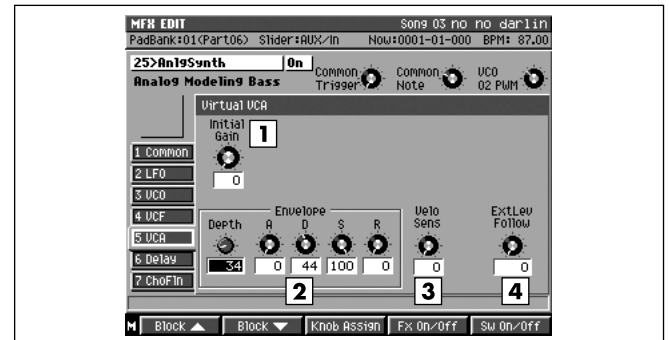 MFX EDIT Song 03 no no darlin
PadBank:01(Part06) Slider:AUX/In Now:0001-01-000 BPM: 87.00
25>AnlgSynth On
Analog Modeling Bass
Common Trigger
Common Note
VCO 02 PWM
Virtual VCA
Initial Gain
1
0
1 Common
2 LFO
3 VCO
4 VCF
5 VCA
6 Delay
7 ChoFln
Envelope
Depth A D S R
34 0 44 100 0
2
Velo Sens
0
3
ExtLev Follow
0
4
M Block ▲ Block ▼ Knob Assign Fx On/Off Sw On/Off